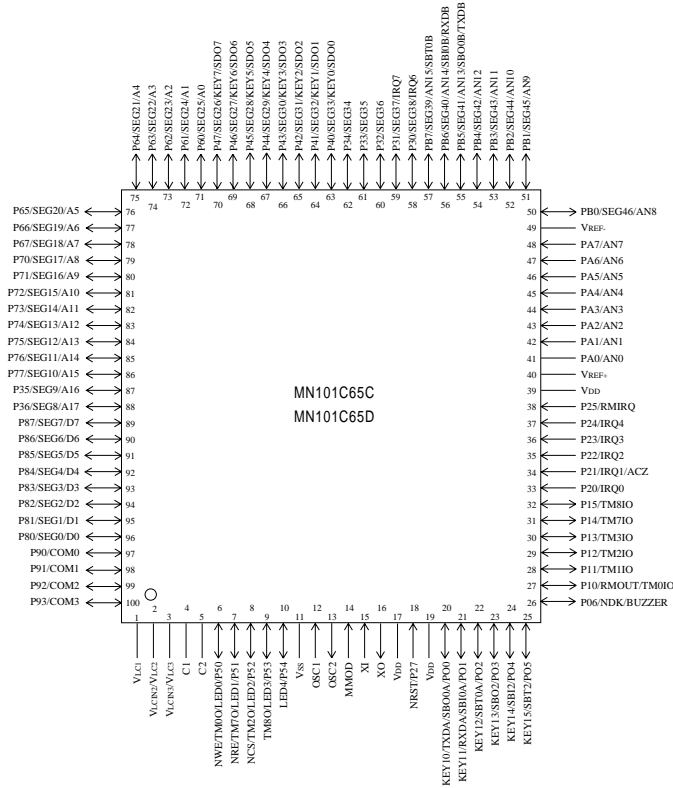 P64/SEG21/A4 75
P63/SEG22/A3 74
P62/SEG23/A2 73
P61/SEG24/A1 72
P60/SEG25/A0 71
P47/SEG26/KEY7/SDO7 70
P46/SEG27/KEY6/SDO6 69
P45/SEG28/KEY5/SDO5 68
P44/SEG29/KEY4/SDO4 67
P43/SEG30/KEY3/SDO3 66
P42/SEG31/KEY2/SDO2 65
P41/SEG32/KEY1/SDO1 64
P40/SEG33/KEY0/SDO0 63
P34/SEG34 62
P33/SEG35 61
P32/SEG36 60
P31/SEG37/IRQ7 59
P30/SEG38/IRQ6 58
PB7/SEG39/AN15/SBT0B 57
PB6/SEG40/AN14/SBI0B/RXDB 56
PB5/SEG41/AN13/SBO0B/TXDB 55
PB4/SEG42/AN12 54
PB3/SEG43/AN11 53
PB2/SEG44/AN10 52
PB1/SEG45/AN9 51
P65/SEG20/A5 76
P66/SEG19/A6 77
P67/SEG18/A7 78
P70/SEG17/A8 79
P71/SEG16/A9 80
P72/SEG15/A10 81
P73/SEG14/A11 82
P74/SEG13/A12 83
P75/SEG12/A13 84
P76/SEG11/A14 85
P77/SEG10/A15 86
P35/SEG9/A16 87
P36/SEG8/A17 88
P87/SEG7/D7 89
P86/SEG6/D6 90
P85/SEG5/D5 91
P84/SEG4/D4 92
P83/SEG3/D3 93
P82/SEG2/D2 94
P81/SEG1/D1 95
P80/SEG0/D0 96
P90/COM0 97
P91/COM1 98
P92/COM2 99
P93/COM3 100
MN101C65C
MN101C65D
50 PB0/SEG46/AN8
49 VREF-
48 PA7/AN7
47 PA6/AN6
46 PA5/AN5
45 PA4/AN4
44 PA3/AN3
43 PA2/AN2
42 PA1/AN1
41 PA0/AN0
40 VREF+
39 VDD
38 P25/RMIRQ
37 P24/IRQ4
36 P23/IRQ3
35 P22/IRQ2
34 P21/IRQ1/ACZ
33 P20/IRQ0
32 P15/TM8IO
31 P14/TM7IO
30 P13/TM3IO
29 P12/TM2IO
28 P11/TM1IO
27 P10/RMOUT/TM0IO
26 P06/NDK/BUZZER
1 VLC1
2 VLCIN2/VLC2
3 VLCIN3/VLC3
4 C1
5 C2
6 NWE/TM0O/LED0/P50
7 NRE/TM7O/LED1/P51
8 NCS/TM2O/LED2/P52
9 TM8O/LED3/P53
10 LED4/P54
11 VSS
12 OSC1
13 OSC2
14 MMOD
15 XI
16 XO
17 VDD
18 NRST/P27
19 VDD
20 KEY10/TXDA/SBO0A/PO0
21 KEY11/RXDA/SBI0A/PO1
22 KEY12/SBT0A/PO2
23 KEY13/SBO2/PO3
24 KEY14/SBI2/PO4
25 KEY15/SBT2/PO5